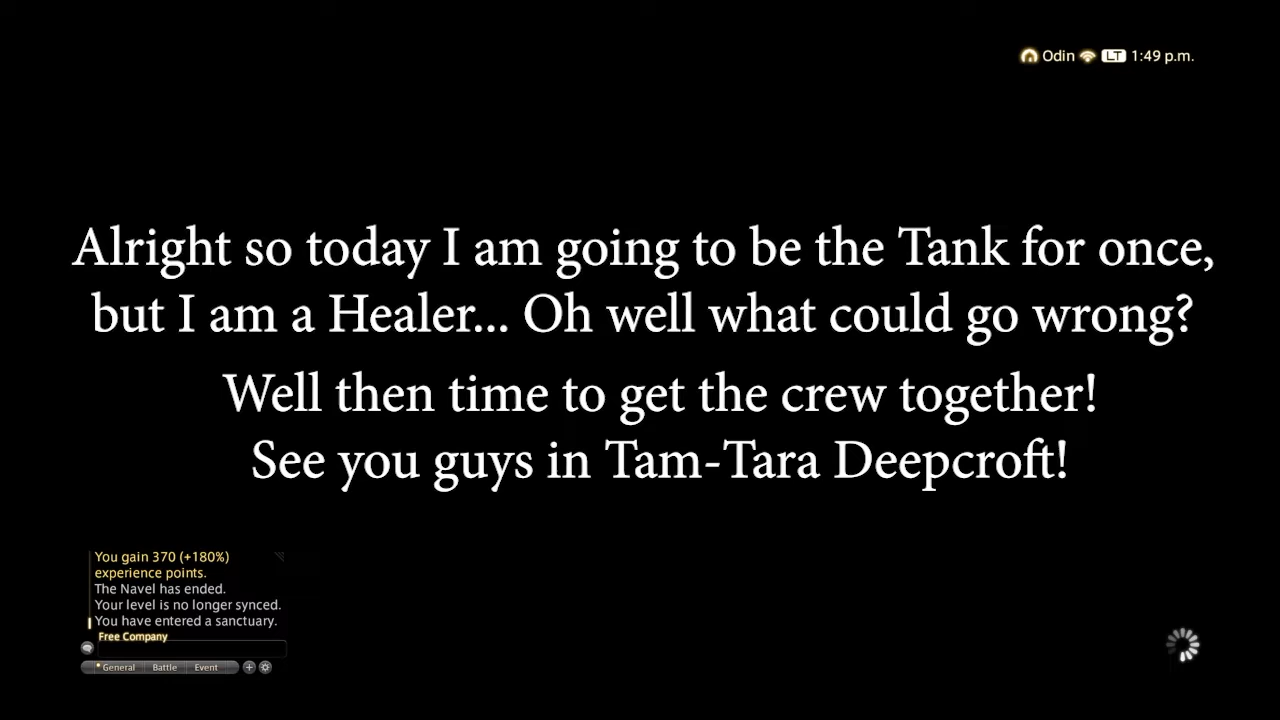 Odin LT 1:49 p.m.
Alright so today I am going to be the Tank for once,
but I am a Healer... Oh well what could go wrong?
Well then time to get the crew together!
See you guys in Tam-Tara Deepcroft!
You gain 370 (+180%)
experience points.
The Navel has ended.
Your level is no longer synced.
You have entered a sanctuary.
Free Company
General Battle Event